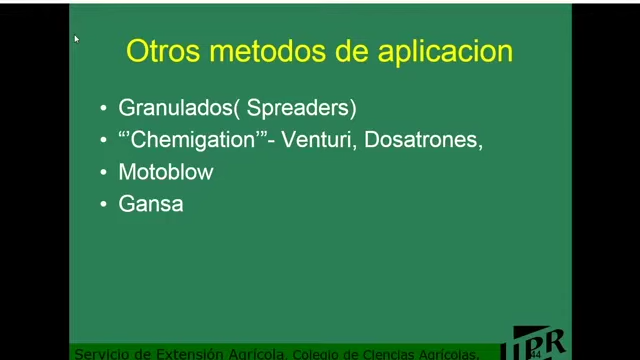 Otros metodos de aplicacion
• Granulados( Spreaders)
• “’Chemigation’”- Venturi, Dosatrones,
• Motoblow
• Gansa
Servicio de Extensión Agrícola, Colegio de Ciencias Agrícolas,
UPR
44